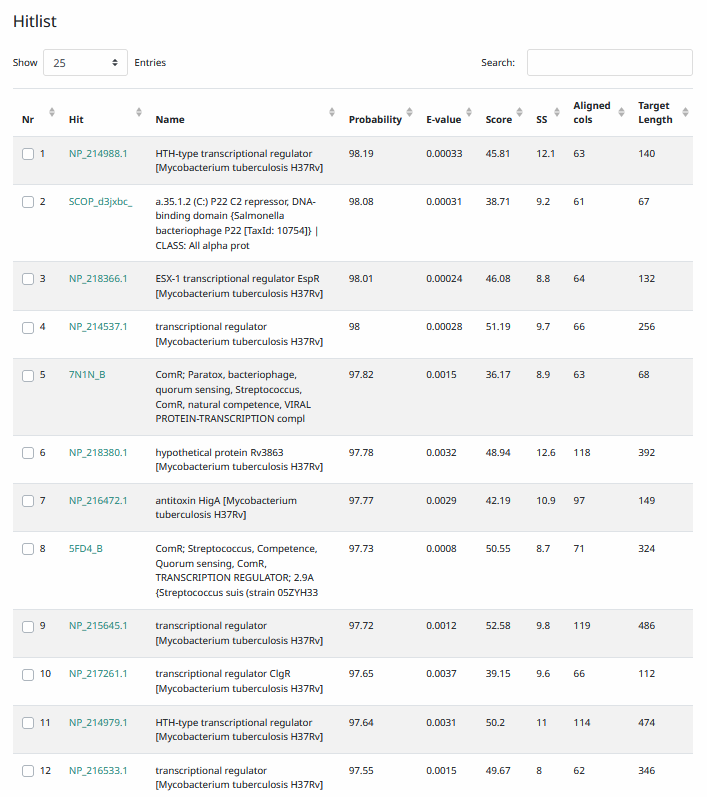 Hitlist
Show 25 Entries Search:
Nr Hit Name Probability E-value Score SS Aligned cols Target Length
1 NP_214988.1 HTH-type transcriptional regulator 98.19 0.00033 45.81 12.1 63 140
[Mycobacterium tuberculosis H37Rv]
2 SCOP_d3jxbc_ a.35.1.2 (C:) P22 C2 repressor, DNA- 98.08 0.00031 38.71 9.2 61 67
binding domain {Salmonella
bacteriophage P22 [TaxId: 10754]} |
CLASS: All alpha prot
3 NP_218366.1 ESX-1 transcriptional regulator EspR 98.01 0.00024 46.08 8.8 64 132
[Mycobacterium tuberculosis H37Rv]
4 NP_214537.1 transcriptional regulator 98 0.00028 51.19 9.7 66 256
[Mycobacterium tuberculosis H37Rv]
5 7N1N_B ComR; Paratox, bacteriophage, 97.82 0.0015 36.17 8.9 63 68
quorum sensing, Streptococcus,
ComR, natural competence, VIRAL
PROTEIN-TRANSCRIPTION compl
6 NP_218380.1 hypothetical protein Rv3863 97.78 0.0032 48.94 12.6 118 392
[Mycobacterium tuberculosis H37Rv]
7 NP_216472.1 antitoxin HigA [Mycobacterium 97.77 0.0029 42.19 10.9 97 149
tuberculosis H37Rv]
8 5FD4_B ComR; Streptococcus, Competence, 97.73 0.0008 50.55 8.7 71 324
Quorum sensing, ComR,
TRANSCRIPTION REGULATOR; 2.9A
{Streptococcus suis (strain 05ZYH33
9 NP_215645.1 transcriptional regulator 97.72 0.0012 52.58 9.8 119 486
[Mycobacterium tuberculosis H37Rv]
10 NP_217261.1 transcriptional regulator ClgR 97.65 0.0037 39.15 9.6 66 112
[Mycobacterium tuberculosis H37Rv]
11 NP_214979.1 HTH-type transcriptional regulator 97.64 0.0031 50.2 11 114 474
[Mycobacterium tuberculosis H37Rv]
12 NP_216533.1 transcriptional regulator 97.55 0.0015 49.67 8 62 346
[Mycobacterium tuberculosis H37Rv]